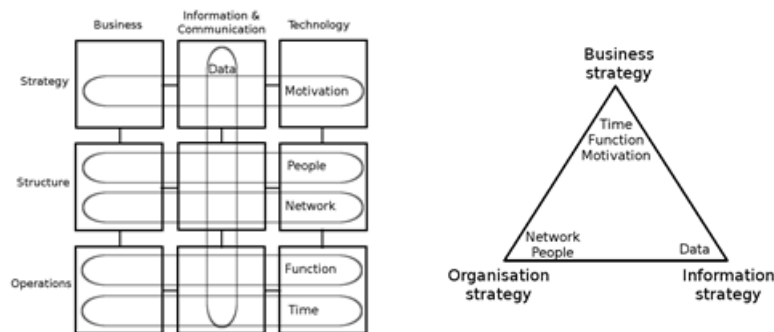 Business
Information &
Communication
Technology
Strategy
Data
Motivation
Structure
People
Network
Operations
Function
Time
Business
strategy
Time
Function
Motivation
Network
People
Data
Organisation
strategy
Information
strategy